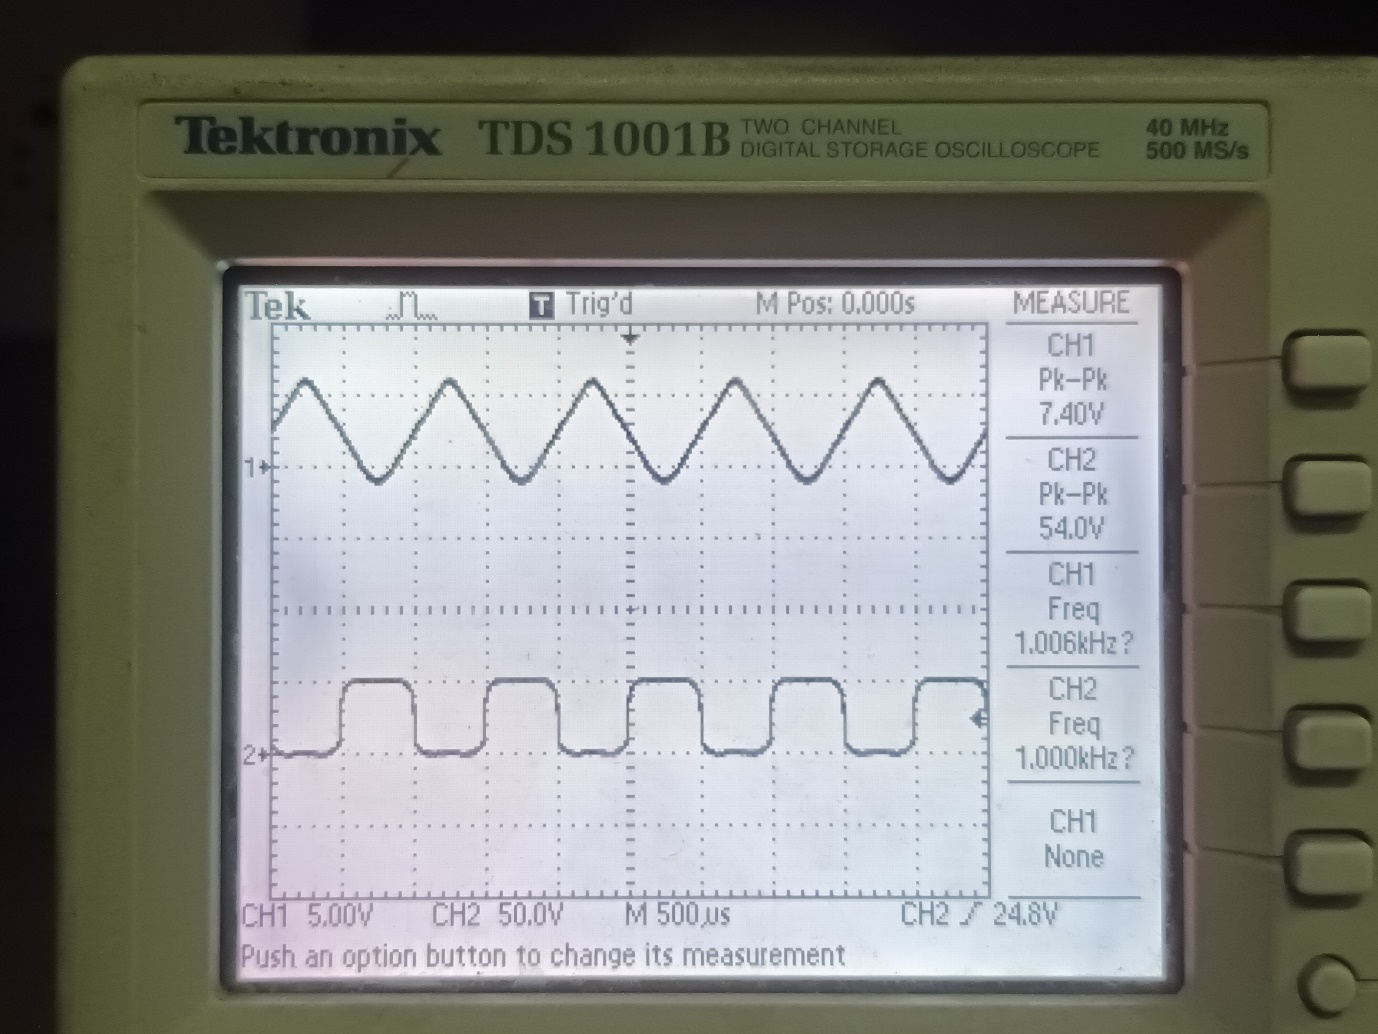 Tektronix TDS 1001B TWO CHANNEL DIGITAL STORAGE OSCILLOSCOPE 40 MHz 500 MS/s
Tek T Trig'd M Pos: 0.000s MEASURE
CH1
Pk-Pk
7.40V
CH2
Pk-Pk
54.0V
CH1
Freq
1.006kHz?
CH2
Freq
1.000kHz?
CH1
None
1
2
CH1 5.00V CH2 50.0V M 500µs CH2 24.8V
Push an option button to change its measurement